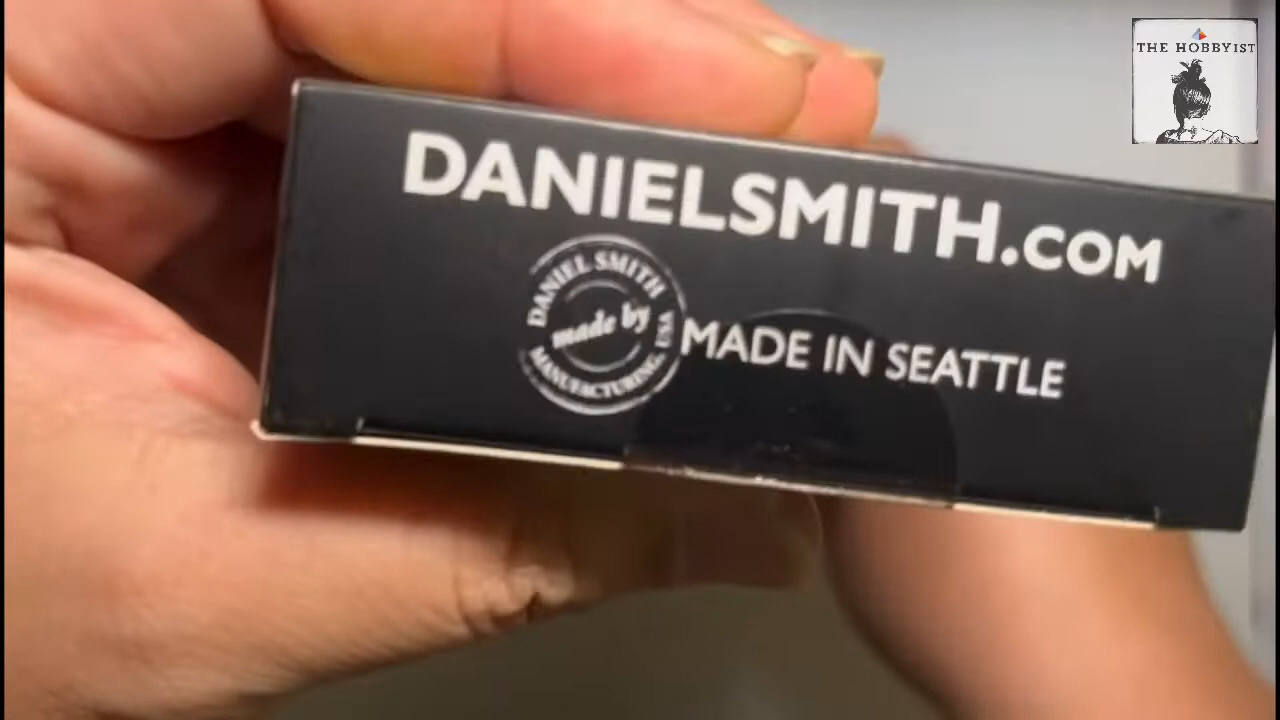 THE HOBBYIST
DANIELSMITH.COM
DANIEL SMITH
made by
MANUFACTURING, USA
MADE IN SEATTLE